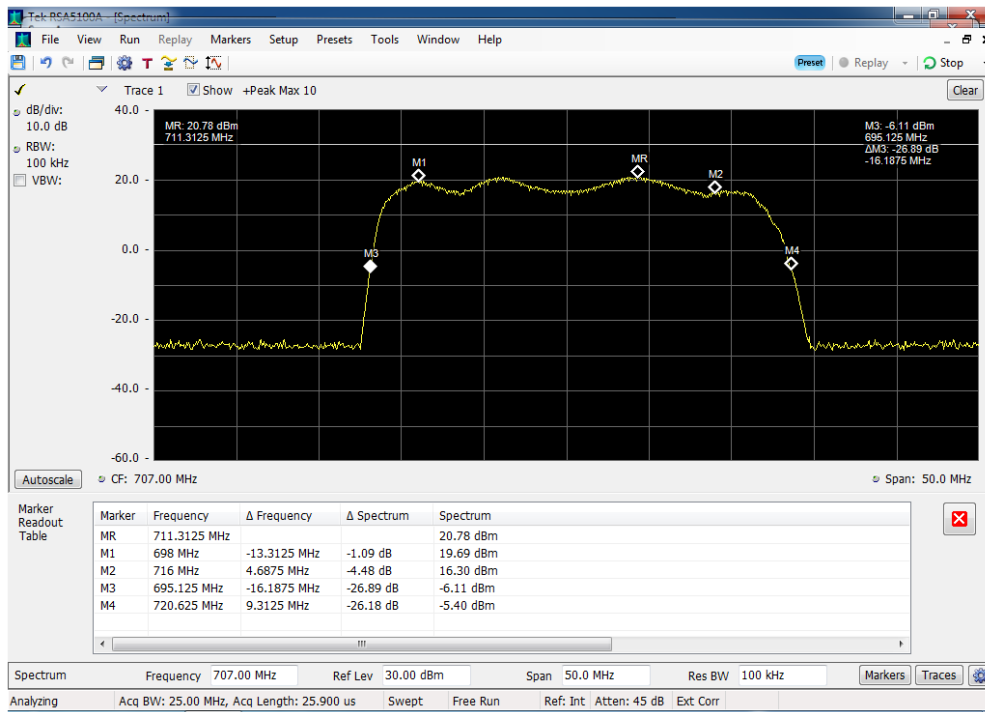 Tek RSA5100A - [Spectrum]
File View Run Replay Markers Setup Presets Tools Window Help
T Preset Replay Stop
Trace 1 Show +Peak Max 10 Clear
dB/div:
10.0 dB
RBW:
100 kHz
VBW:
40.0
20.0
0.0
-20.0
-40.0
-60.0
MR: 20.78 dBm
711.3125 MHz
M3: -6.11 dBm
695.125 MHz
ΔM3: -26.89 dB
-16.1875 MHz
M1
MR
M2
M3
M4
Autoscale CF: 707.00 MHz Span: 50.0 MHz
Marker
Readout
Table
Marker Frequency Δ Frequency Δ Spectrum Spectrum
MR 711.3125 MHz 20.78 dBm
M1 698 MHz -13.3125 MHz -1.09 dB 19.69 dBm
M2 716 MHz 4.6875 MHz -4.48 dB 16.30 dBm
M3 695.125 MHz -16.1875 MHz -26.89 dB -6.11 dBm
M4 720.625 MHz 9.3125 MHz -26.18 dB -5.40 dBm
Spectrum Frequency 707.00 MHz Ref Lev 30.00 dBm Span 50.0 MHz Res BW 100 kHz Markers Traces
Analyzing Acq BW: 25.00 MHz, Acq Length: 25.900 us Swept Free Run Ref: Int Atten: 45 dB Ext Corr